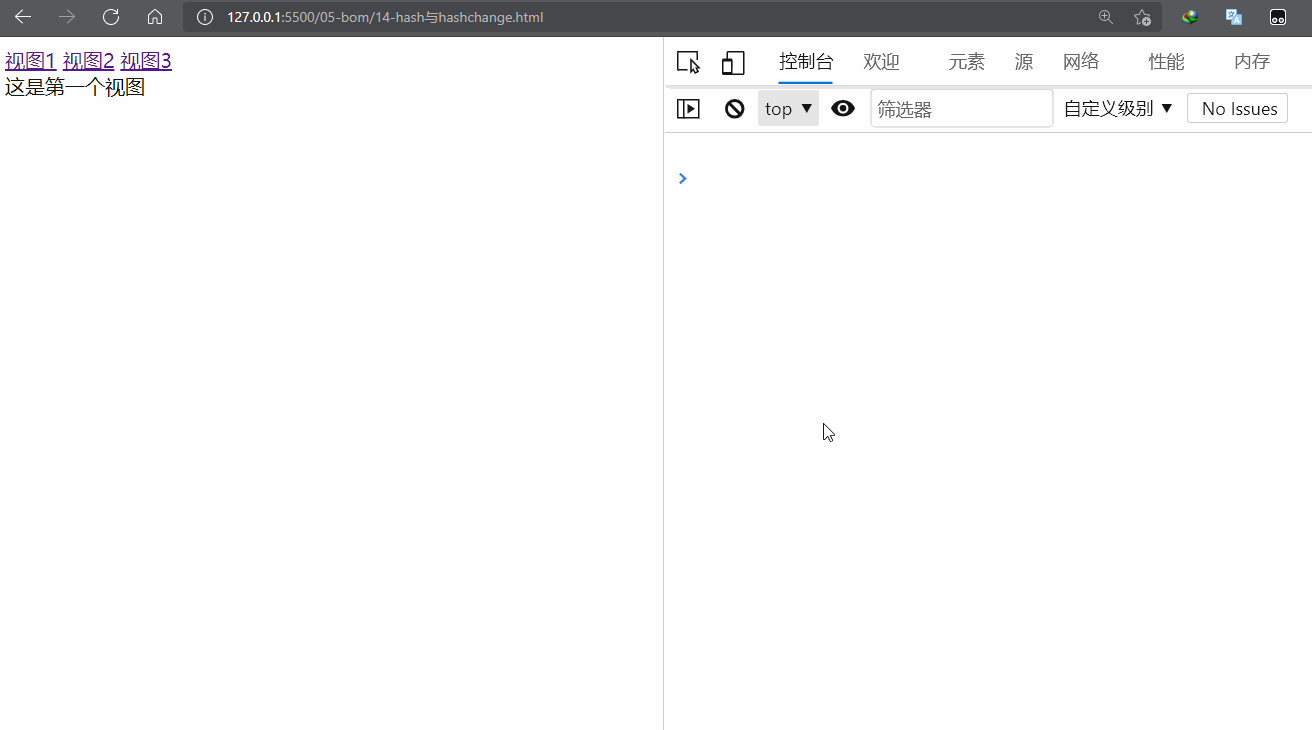 127.0.0.1:5500/05-bom/14-hash与hashchange.html
视图1 视图2 视图3
这是第一个视图
控制台 欢迎 元素 源 网络 性能 内存
top ▼ 筛选器 自定义级别 ▼ No Issues